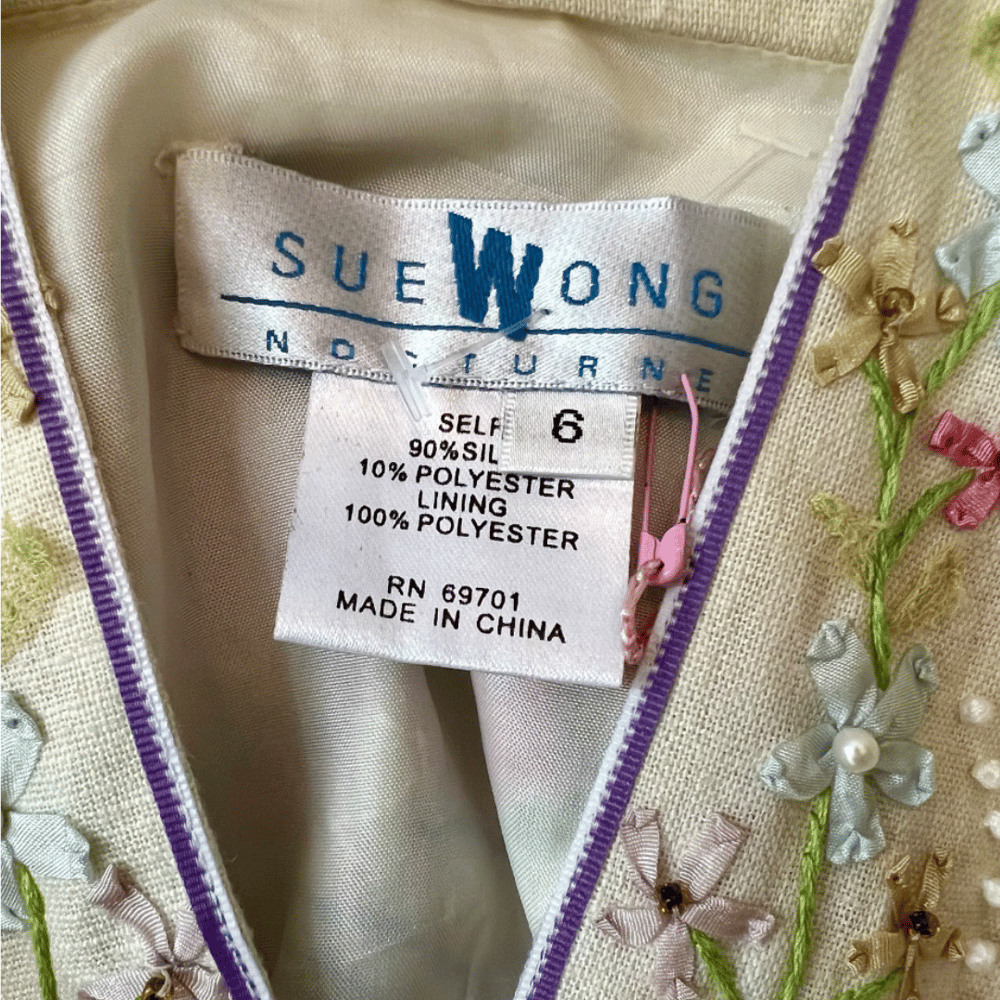 SUE WONG
NOCTURNE
6
SELF
90%SIL
10% POLYESTER
LINING
100% POLYESTER
RN 69701
MADE IN CHINA